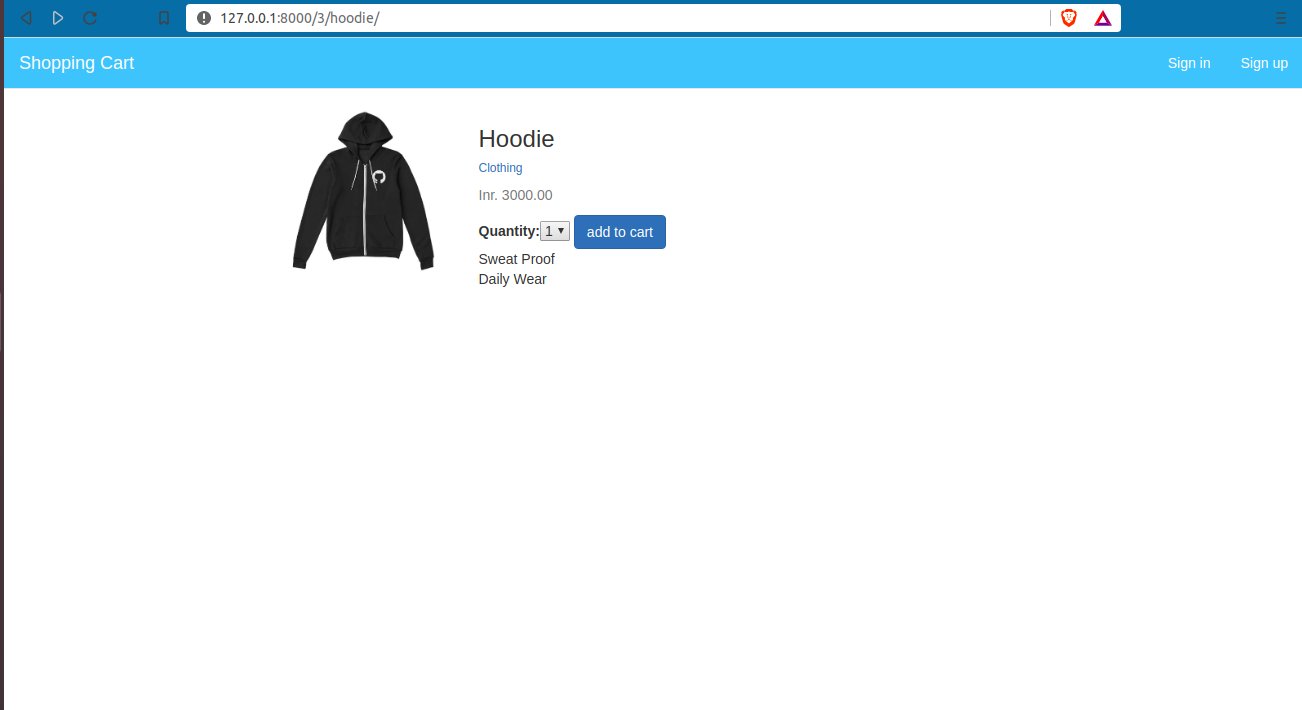 127.0.0.1:8000/3/hoodie/
Shopping Cart
Sign in
Sign up
Hoodie
Clothing
Inr. 3000.00
Quantity: 1 add to cart
Sweat Proof
Daily Wear